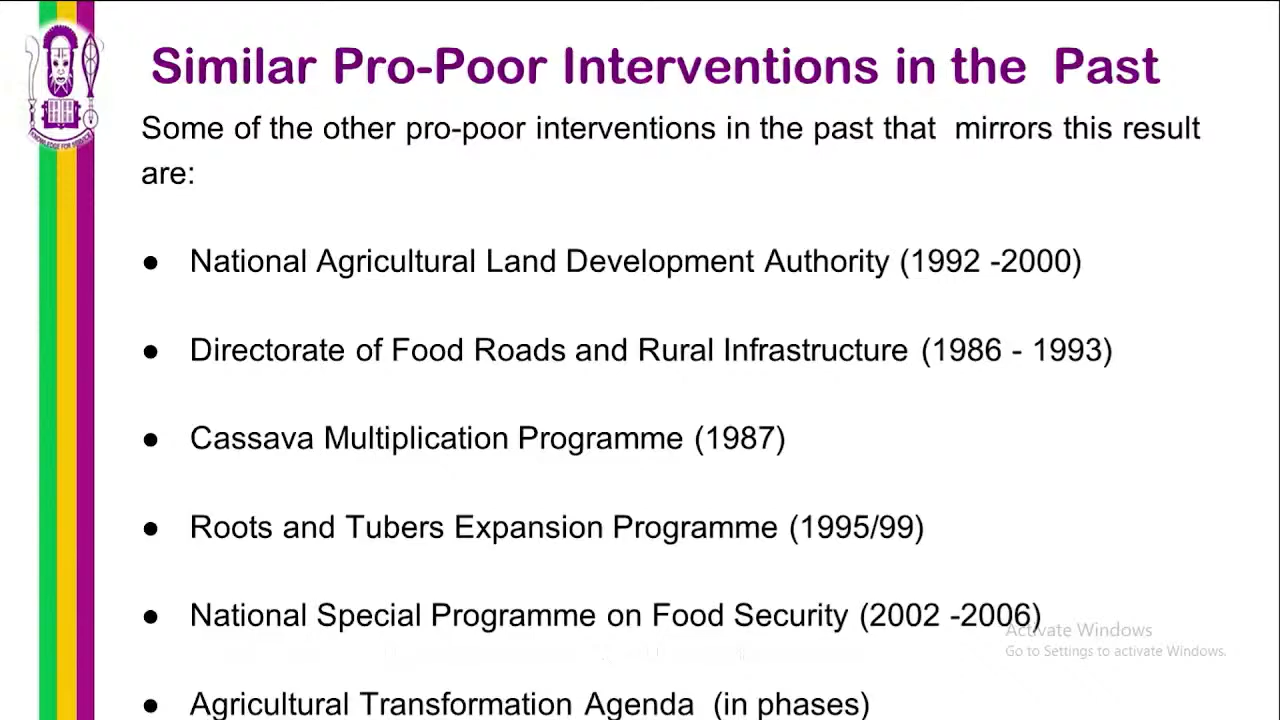 Similar Pro-Poor Interventions in the Past
Some of the other pro-poor interventions in the past that mirrors this result
are:
● National Agricultural Land Development Authority (1992 -2000)
● Directorate of Food Roads and Rural Infrastructure (1986 - 1993)
● Cassava Multiplication Programme (1987)
● Roots and Tubers Expansion Programme (1995/99)
● National Special Programme on Food Security (2002 -2006)
Activate Windows
Go to Settings to activate Windows.
● Agricultural Transformation Agenda (in phases)